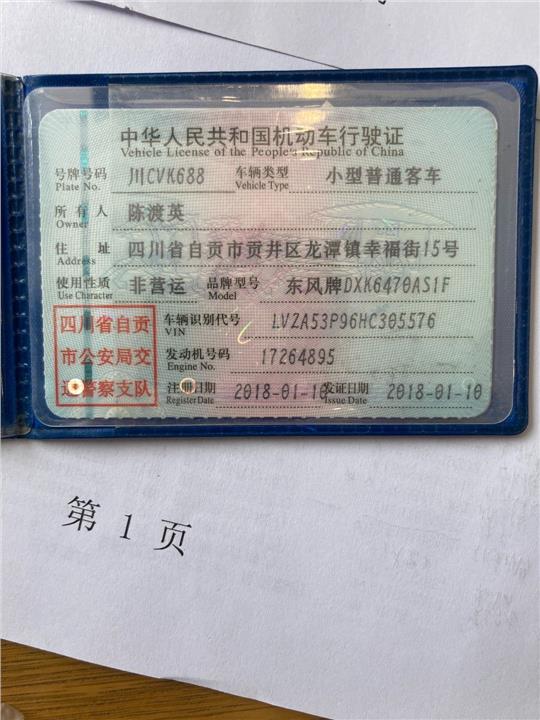 中华人民共和国机动车行驶证
Vehicle License of the People's Republic of China
号牌号码 川CVK688 车辆类型 小型普通客车
Plate No. Vehicle Type
所有人 陈渡英
Owner
住址 四川省自贡市贡井区龙潭镇幸福街15号
Address
使用性质 非营运 品牌型号 东风牌DXK6470AS1F
Use Character Model
四川省自贡
市公安局交
通警察支队
车辆识别代号 LVZA53P96HC305576
VIN
发动机号码 17264895
Engine No.
注册日期 2018-01-10 发证日期 2018-01-10
Register Date Issue Date
第 1 页